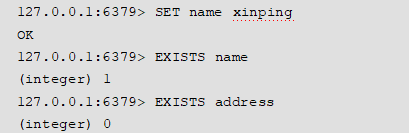 127.0.0.1:6379> SET name xinping
OK
127.0.0.1:6379> EXISTS name
(integer) 1
127.0.0.1:6379> EXISTS address
(integer) 0